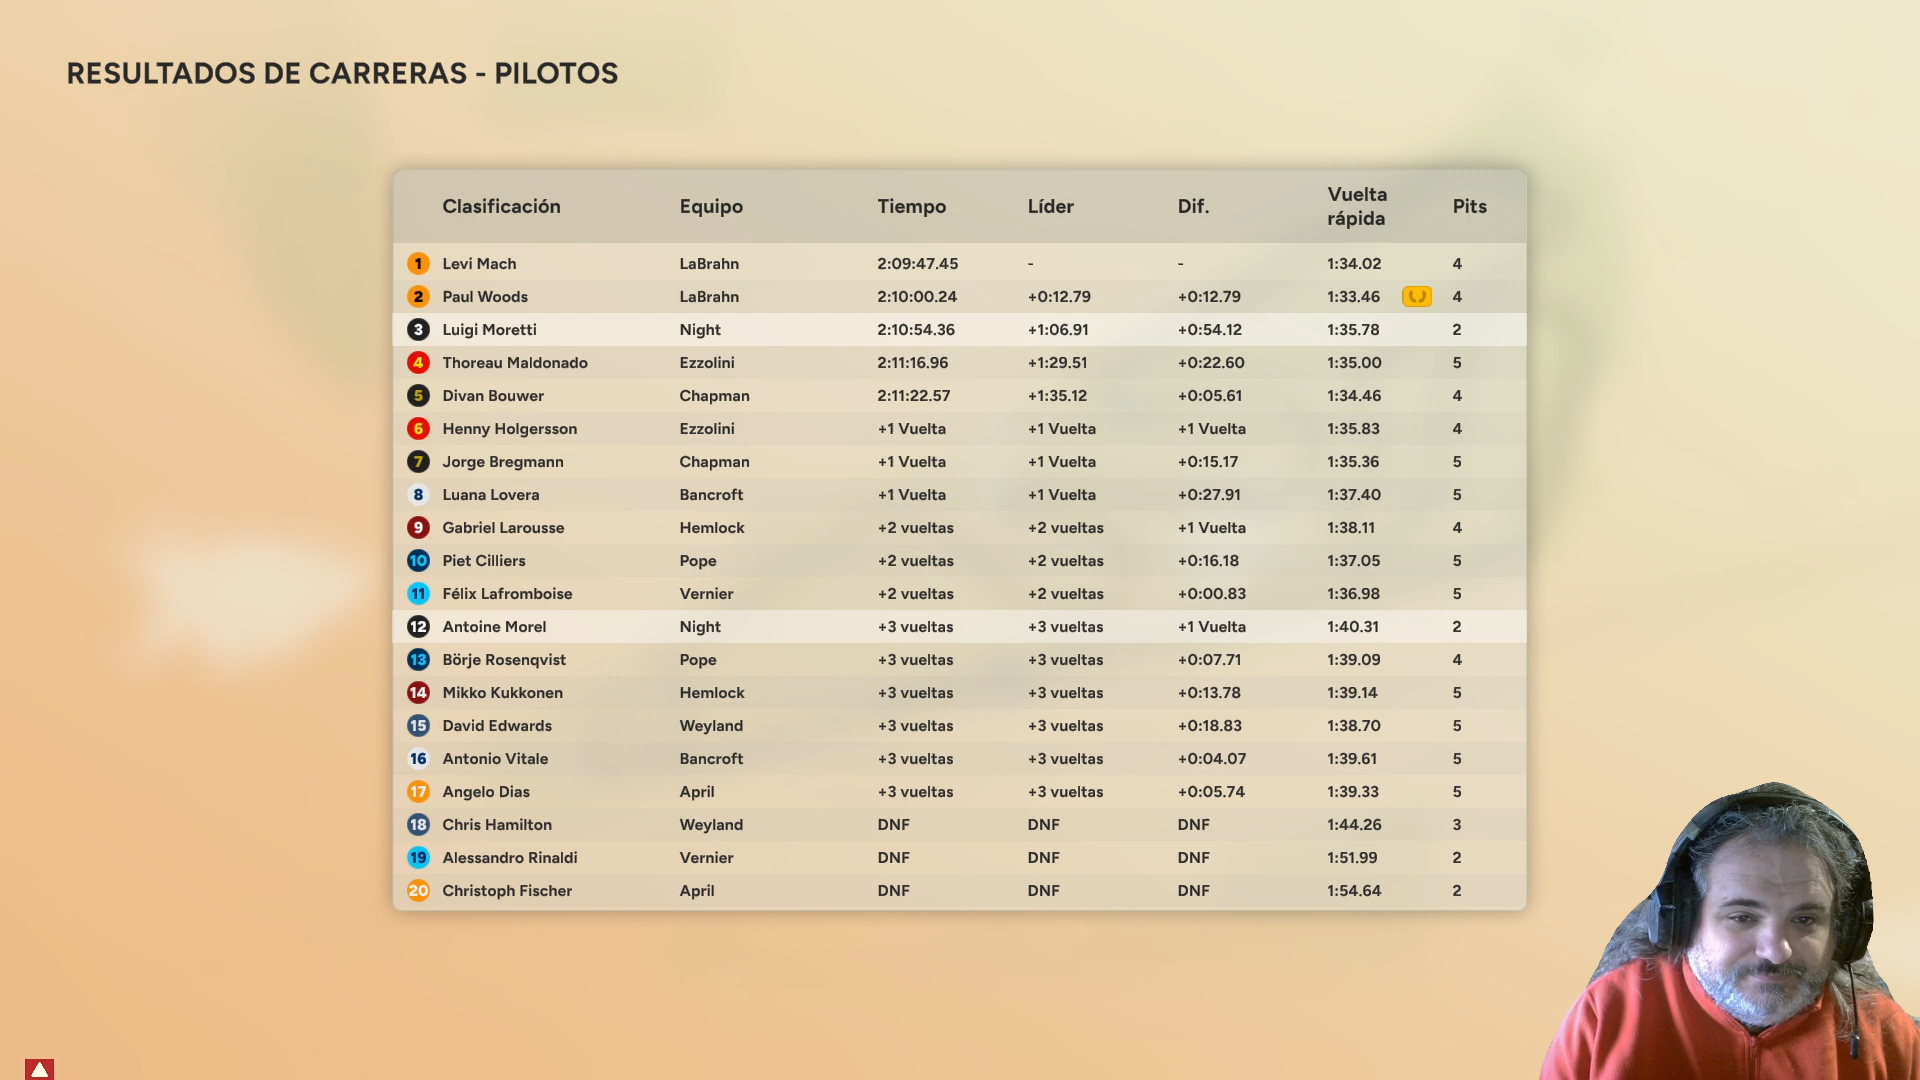 RESULTADOS DE CARRERAS - PILOTOS
Clasificación Equipo Tiempo Líder Dif. Vuelta rápida Pits
1 Levi Mach LaBrahn 2:09:47.45 - - 1:34.02 4
2 Paul Woods LaBrahn 2:10:00.24 +0:12.79 +0:12.79 1:33.46 4
3 Luigi Moretti Night 2:10:54.36 +1:06.91 +0:54.12 1:35.78 2
4 Thoreau Maldonado Ezzolini 2:11:16.96 +1:29.51 +0:22.60 1:35.00 5
5 Divan Bouwer Chapman 2:11:22.57 +1:35.12 +0:05.61 1:34.46 4
6 Henny Holgersson Ezzolini +1 Vuelta +1 Vuelta +1 Vuelta 1:35.83 4
7 Jorge Bregmann Chapman +1 Vuelta +1 Vuelta +0:15.17 1:35.36 5
8 Luana Lovera Bancroft +1 Vuelta +1 Vuelta +0:27.91 1:37.40 5
9 Gabriel Larousse Hemlock +2 vueltas +2 vueltas +1 Vuelta 1:38.11 4
10 Piet Cilliers Pope +2 vueltas +2 vueltas +0:16.18 1:37.05 5
11 Félix Lafromboise Vernier +2 vueltas +2 vueltas +0:00.83 1:36.98 5
12 Antoine Morel Night +3 vueltas +3 vueltas +1 Vuelta 1:40.31 2
13 Börje Rosenqvist Pope +3 vueltas +3 vueltas +0:07.71 1:39.09 4
14 Mikko Kukkonen Hemlock +3 vueltas +3 vueltas +0:13.78 1:39.14 5
15 David Edwards Weyland +3 vueltas +3 vueltas +0:18.83 1:38.70 5
16 Antonio Vitale Bancroft +3 vueltas +3 vueltas +0:04.07 1:39.61 5
17 Angelo Dias April +3 vueltas +3 vueltas +0:05.74 1:39.33 5
18 Chris Hamilton Weyland DNF DNF DNF 1:44.26 3
19 Alessandro Rinaldi Vernier DNF DNF DNF 1:51.99 2
20 Christoph Fischer April DNF DNF DNF 1:54.64 2